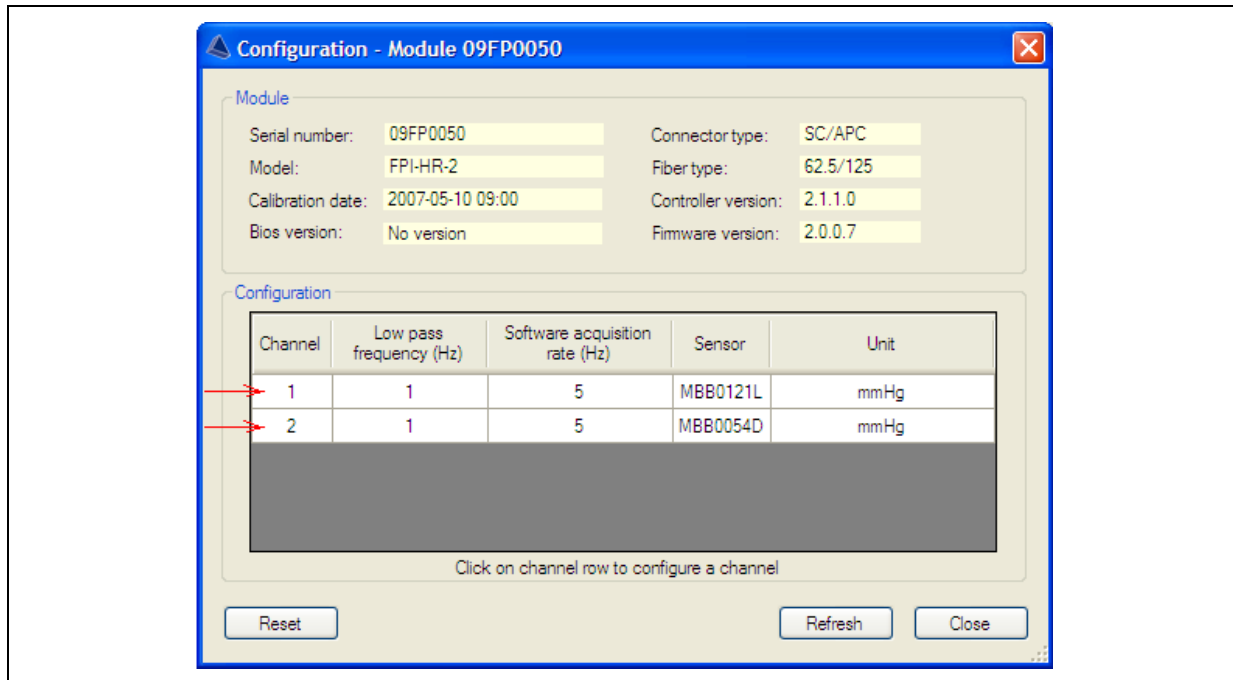 Configuration - Module 09FP0050
Module
Serial number: 09FP0050 Connector type: SC/APC
Model: FPI-HR-2 Fiber type: 62.5/125
Calibration date: 2007-05-10 09:00 Controller version: 2.1.1.0
Bios version: No version Firmware version: 2.0.0.7
Configuration
Channel Low pass frequency (Hz) Software acquisition rate (Hz) Sensor Unit
1 1 5 MBB0121L mmHg
2 1 5 MBB0054D mmHg
Click on channel row to configure a channel
Reset Refresh Close